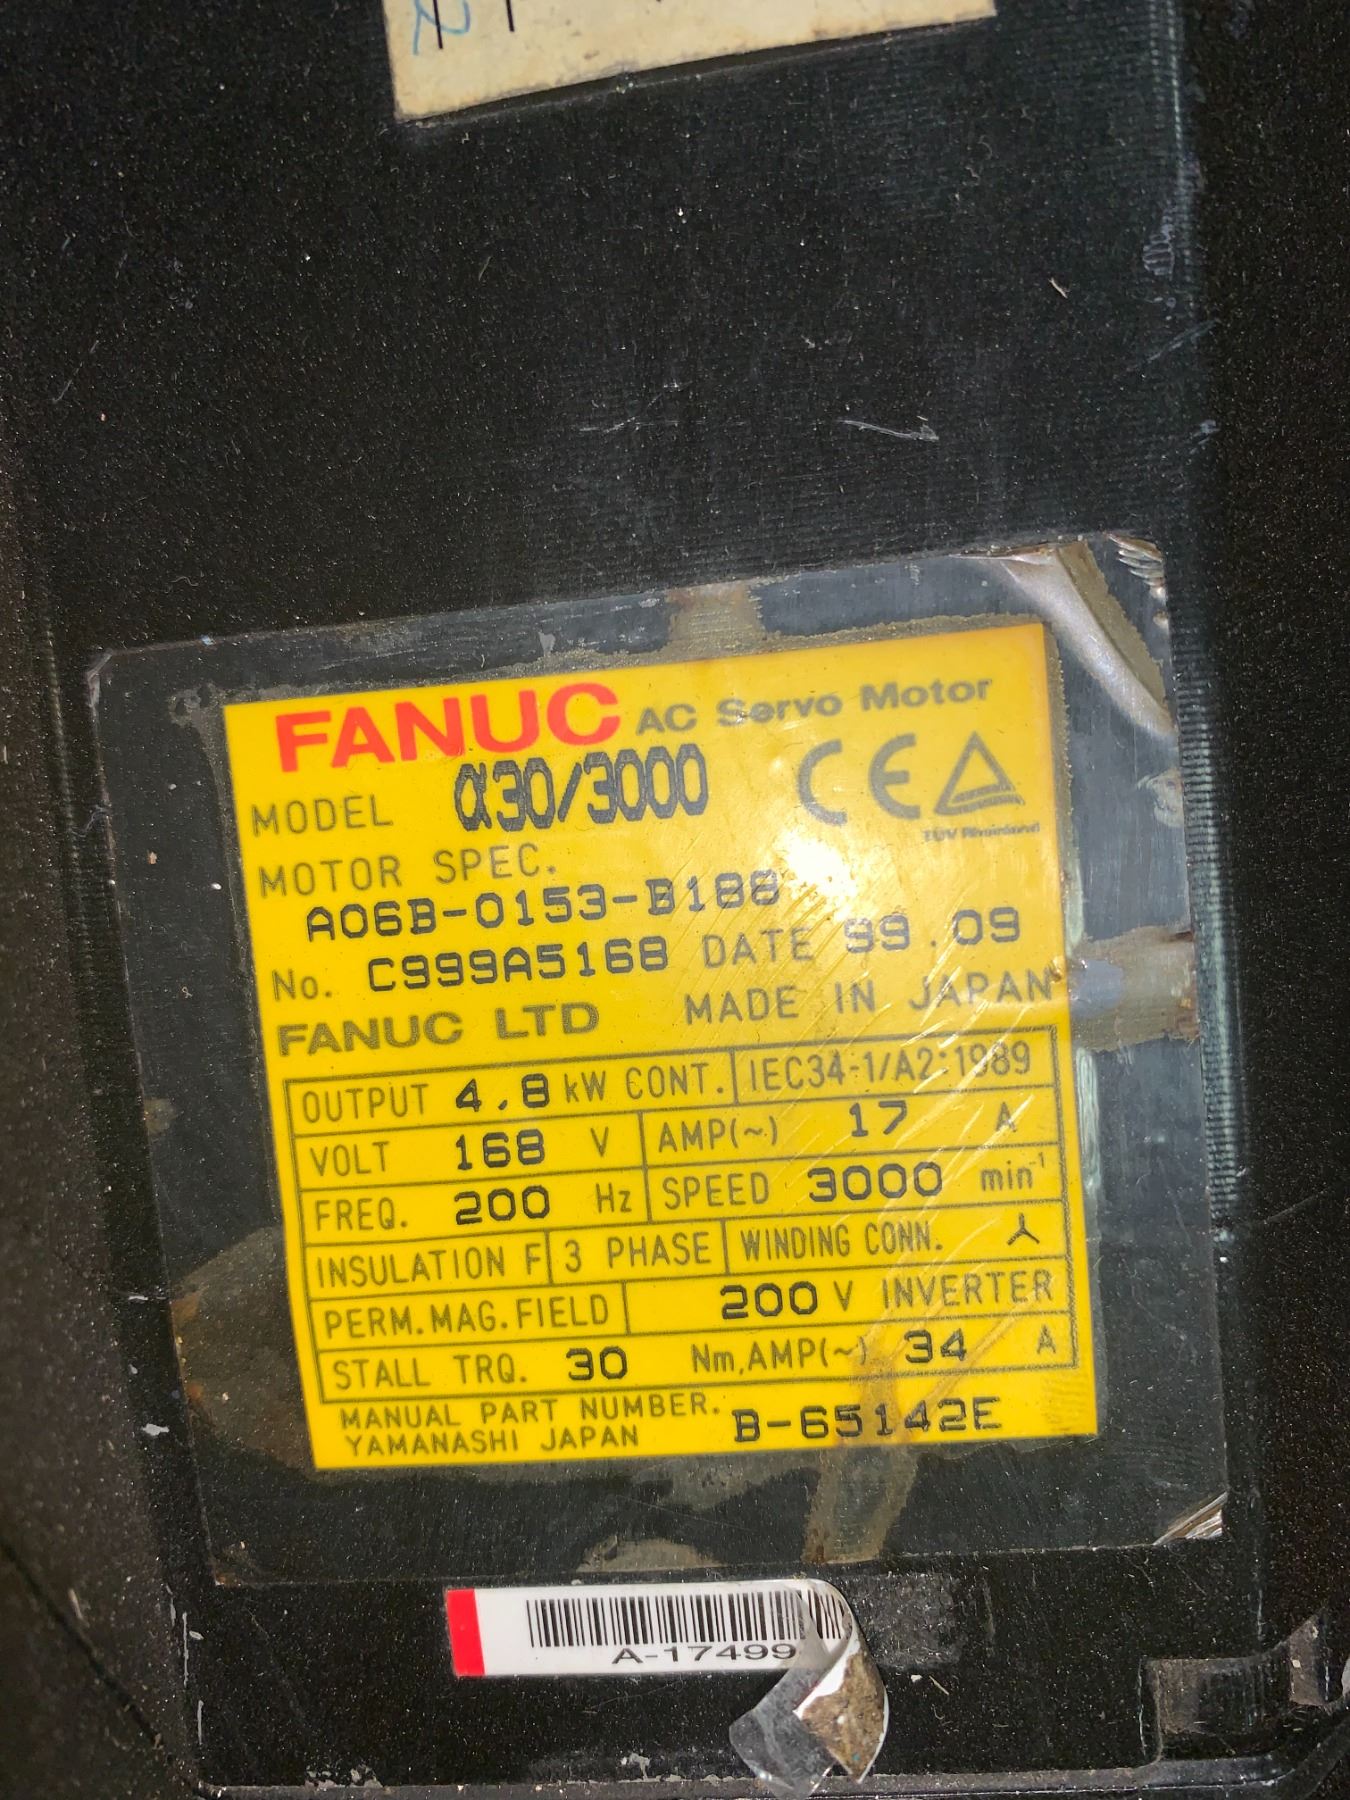 FANUC AC Servo Motor
MODEL α30/3000 CE
TÜV Rheinland
MOTOR SPEC.
A06B-0153-B188
No. C999A5168 DATE 99.09
FANUC LTD MADE IN JAPAN
OUTPUT 4.8 kW CONT. IEC34-1/A2:1989
VOLT 168 V AMP(~) 17 A
FREQ. 200 Hz SPEED 3000 min⁻¹
INSULATION F 3 PHASE WINDING CONN.
PERM.MAG.FIELD 200 V INVERTER
STALL TRQ. 30 Nm,AMP(~) 34 A
MANUAL PART NUMBER. B-65142E
YAMANASHI JAPAN
A-17499